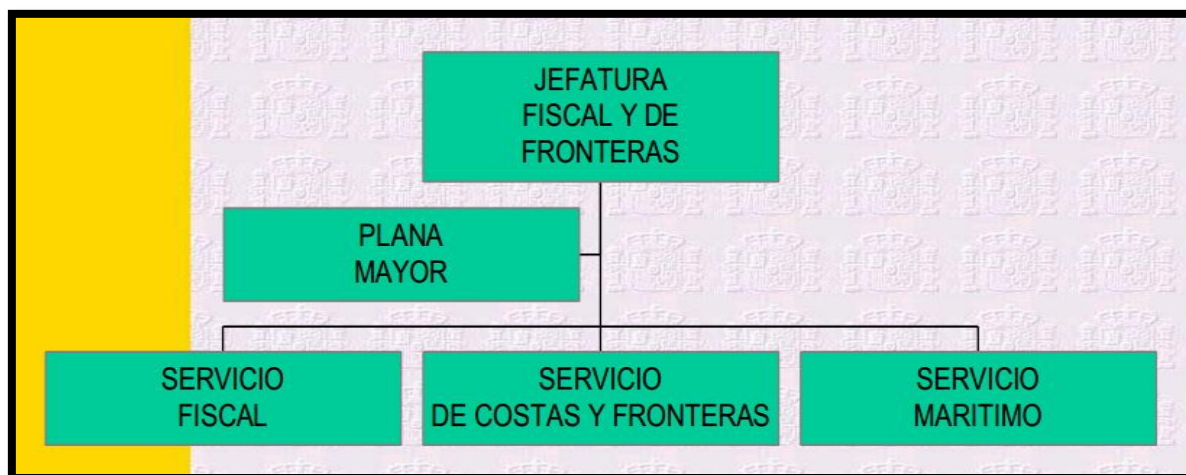 JEFATURA
FISCAL Y DE
FRONTERAS
PLANA
MAYOR
SERVICIO
FISCAL
SERVICIO
DE COSTAS Y FRONTERAS
SERVICIO
MARITIMO